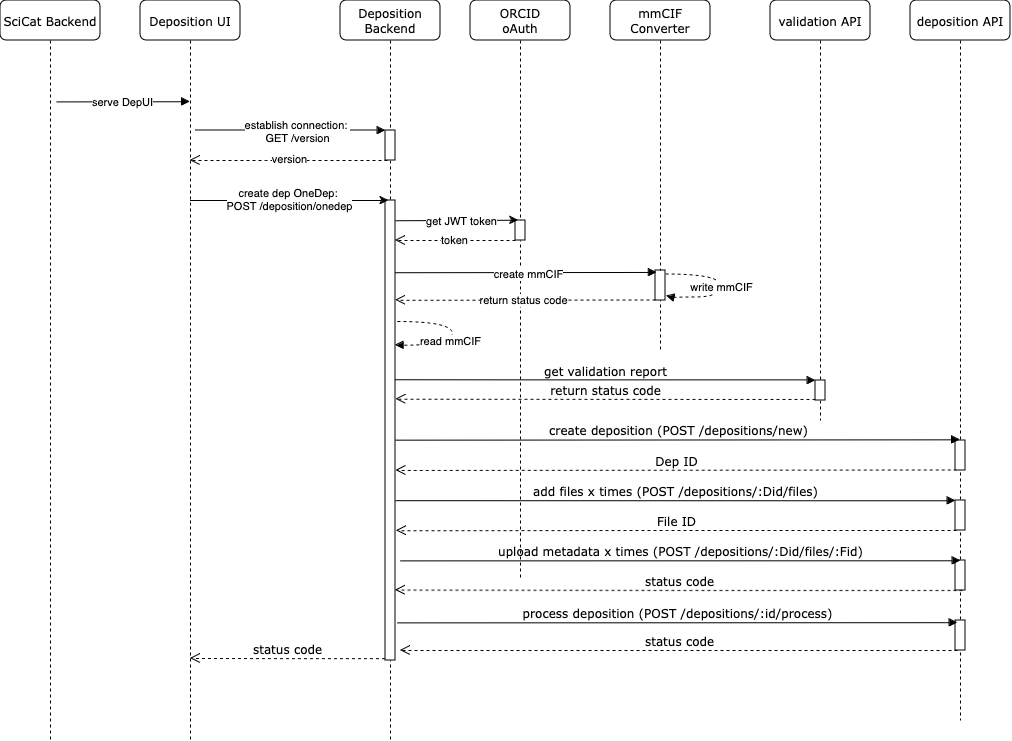 SciCat Backend
Deposition UI
Deposition
Backend
ORCID
oAuth
mmCIF
Converter
validation API
deposition API
serve DepUI
establish connection:
GET /version
version
create dep OneDep:
POST /deposition/onedep
get JWT token
token
create mmCIF
write mmCIF
return status code
read mmCIF
get validation report
return status code
create deposition (POST /depositions/new)
Dep ID
add files x times (POST /depositions/:Did/files)
File ID
upload metadata x times (POST /depositions/:Did/files/:Fid)
status code
process deposition (POST /depositions/:id/process)
status code
status code